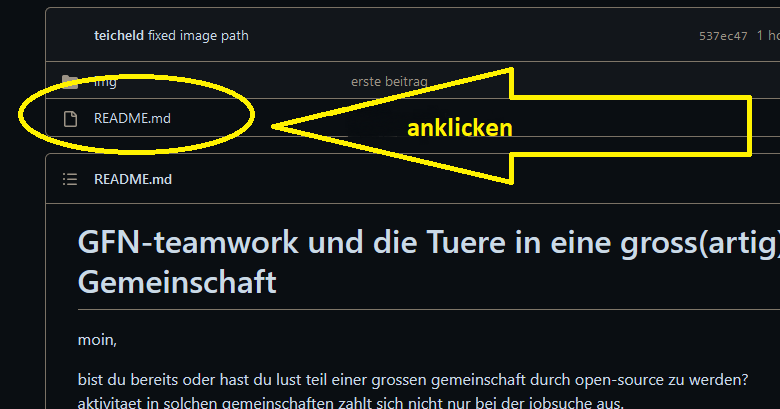 teicheld fixed image path 537ec47 1 ho
img erste beitrag
README.md
anklicken
README.md
GFN-teamwork und die Tuere in eine gross(artig)
Gemeinschaft
moin,
bist du bereits oder hast du lust teil einer grossen gemeinschaft durch open-source zu werden?
aktivitaet in solchen gemeinschaften zahlt sich nicht nur bei der jobsuche aus.